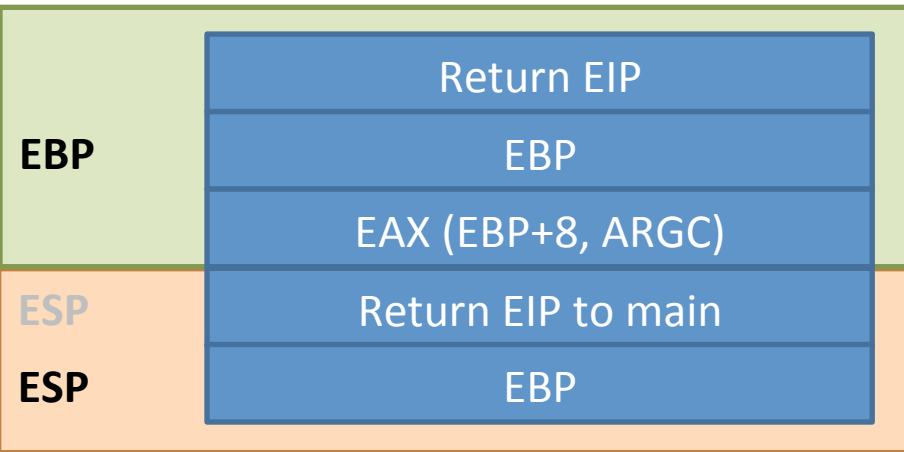 Return EIP
EBP EBP
EAX (EBP+8, ARGC)
ESP Return EIP to main
ESP EBP